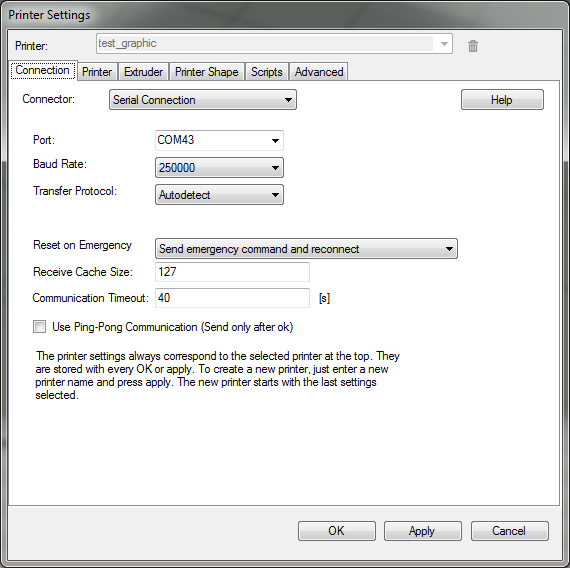 Printer Settings
Printer: test_graphic
Connection Printer Extruder Printer Shape Scripts Advanced
Connector: Serial Connection Help
Port: COM43
Baud Rate: 250000
Transfer Protocol: Autodetect
Reset on Emergency Send emergency command and reconnect
Receive Cache Size: 127
Communication Timeout: 40 [s]
Use Ping-Pong Communication (Send only after ok)
The printer settings always correspond to the selected printer at the top. They
are stored with every OK or apply. To create a new printer, just enter a new
printer name and press apply. The new printer starts with the last settings
selected.
OK Apply Cancel